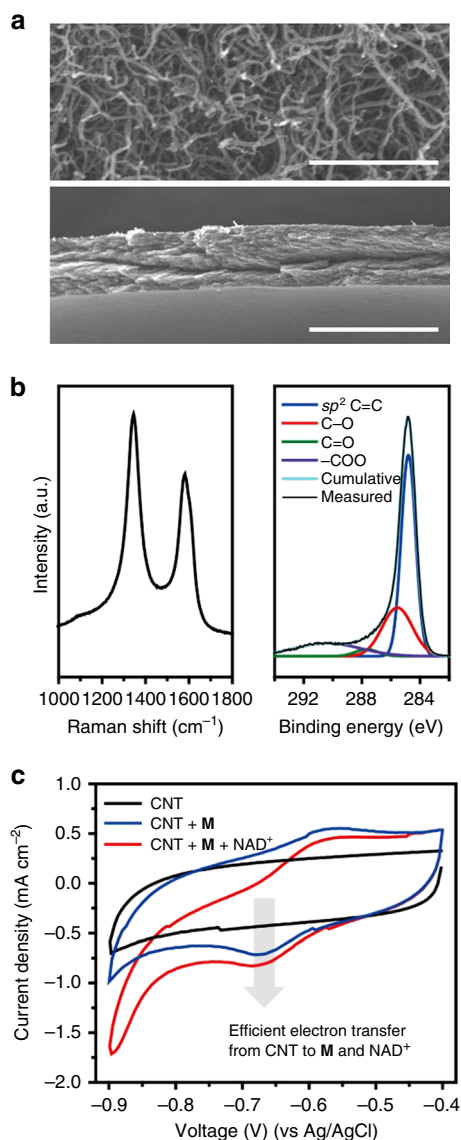 a
b
Intensity (a.u.)
1000 1200 1400 1600 1800
Raman shift (cm⁻¹)
sp² C=C
C–O
C=O
–COO
Cumulative
Measured
292 288 284
Binding energy (eV)
c
Current density (mA cm⁻²)
1.0
0.5
0.0
–0.5
–1.0
–1.5
–2.0
CNT
CNT + M
CNT + M + NAD⁺
Efficient electron transfer
from CNT to M and NAD⁺
–0.9 –0.8 –0.7 –0.6 –0.5 –0.4
Voltage (V) (vs Ag/AgCl)